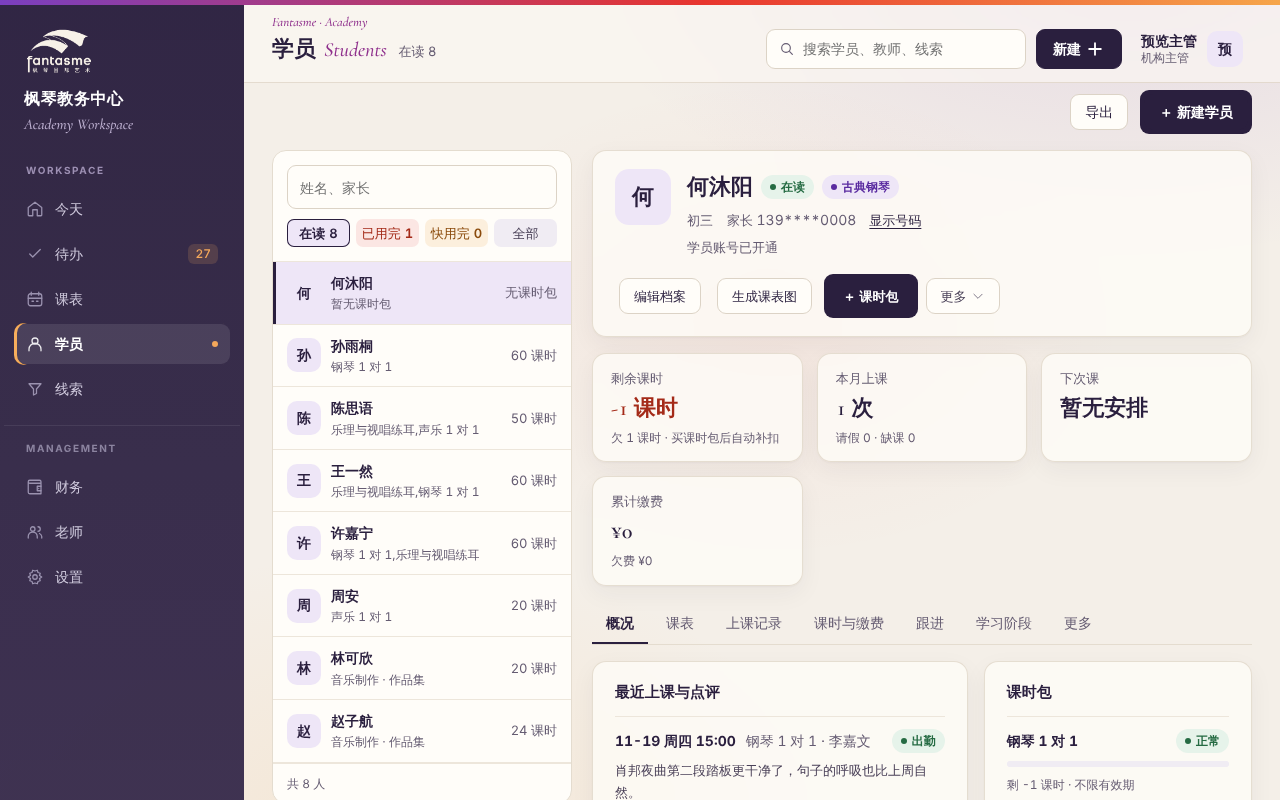 fantasme
枫琴国际艺术
枫琴教务中心
Academy Workspace
WORKSPACE
今天
待办 27
课表
学员
线索
MANAGEMENT
财务
老师
设置
Fantasme · Academy
学员 Students 在读 8
搜索学员、教师、线索
新建 +
预览主管
机构主管
预
导出
+ 新建学员
姓名、家长
在读 8 已用完 1 快用完 0 全部
何 何沐阳 无课时包
暂无课时包
孙 孙雨桐 60 课时
钢琴 1 对 1
陈 陈思语 50 课时
乐理与视唱练耳,声乐 1 对 1
王 王一然 60 课时
乐理与视唱练耳,钢琴 1 对 1
许 许嘉宁 60 课时
钢琴 1 对 1,乐理与视唱练耳
周 周安 20 课时
声乐 1 对 1
林 林可欣 20 课时
音乐制作 · 作品集
赵 赵子航 24 课时
音乐制作 · 作品集
共 8 人
何 何沐阳 在读 古典钢琴
初三 家长 139****0008 显示号码
学员账号已开通
编辑档案 生成课表图 + 课时包 更多
剩余课时
-1 课时
欠 1 课时 · 买课时包后自动补扣
本月上课
1 次
请假 0 · 缺课 0
下次课
暂无安排
累计缴费
¥0
欠费 ¥0
概况 课表 上课记录 课时与缴费 跟进 学习阶段 更多
最近上课与点评
11-19 周四 15:00 钢琴 1 对 1 · 李嘉文 出勤
肖邦夜曲第二段踏板更干净了，句子的呼吸也比上周自
然。
课时包
钢琴 1 对 1 正常
剩 -1 课时 · 不限有效期